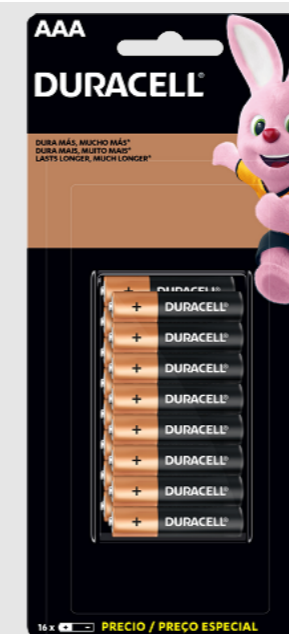 AAA
DURACELL®
DURA MÁS, MUCHO MÁS*
DURA MAIS, MUITO MAIS*
LASTS LONGER, MUCH LONGER*
+ DURACELL®
+ DURACELL®
+ DURACELL®
+ DURACELL®
+ DURACELL®
+ DURACELL®
+ DURACELL®
+ DURACELL®
+ DURACELL®
16 x + - PRECIO / PREÇO ESPECIAL